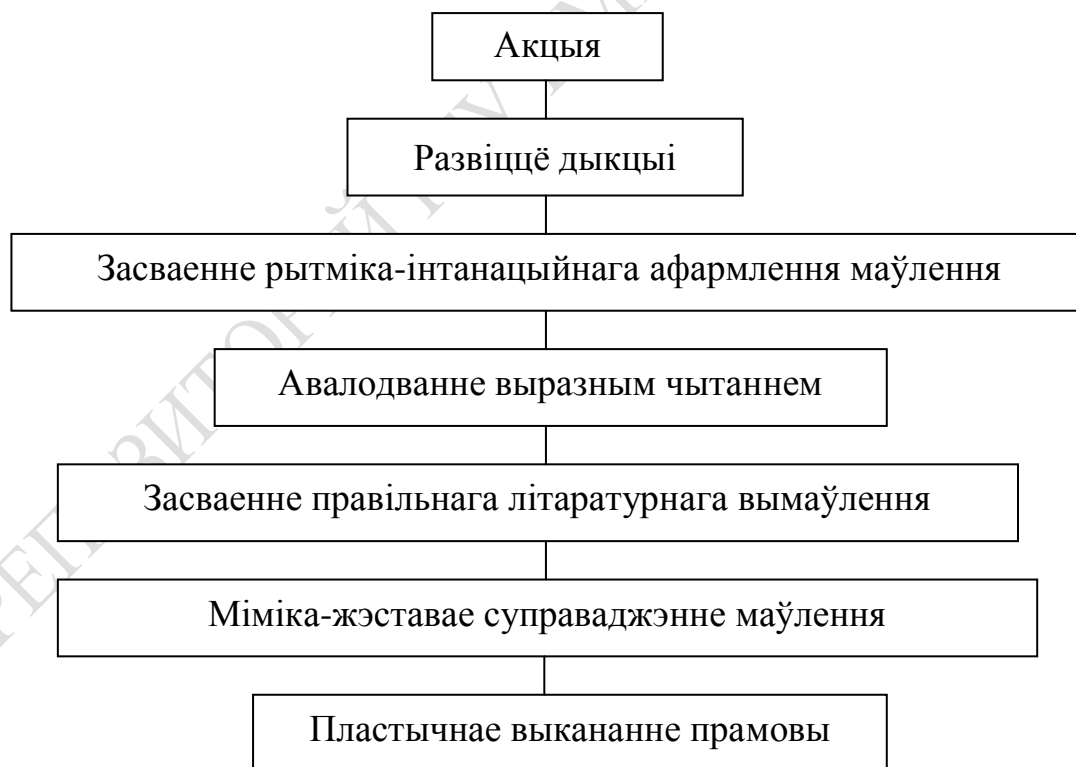 Акцыя
Развіццё дыкцыі
Засваенне рытміка-інтанацыйнага афармлення маўлення
Авалодванне выразным чытаннем
Засваенне правільнага літаратурнага вымаўлення
Міміка-жэставае суправаджэнне маўлення
Пластычнае выкананне прамовы